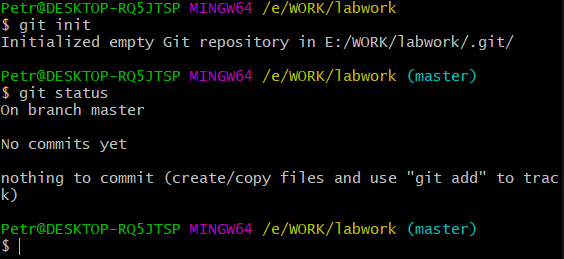 Petr@DESKTOP-RQ5JTSP MINGW64 /e/WORK/labwork
$ git init
Initialized empty Git repository in E:/WORK/labwork/.git/
Petr@DESKTOP-RQ5JTSP MINGW64 /e/WORK/labwork (master)
$ git status
On branch master
No commits yet
nothing to commit (create/copy files and use "git add" to trac
k)
Petr@DESKTOP-RQ5JTSP MINGW64 /e/WORK/labwork (master)
$